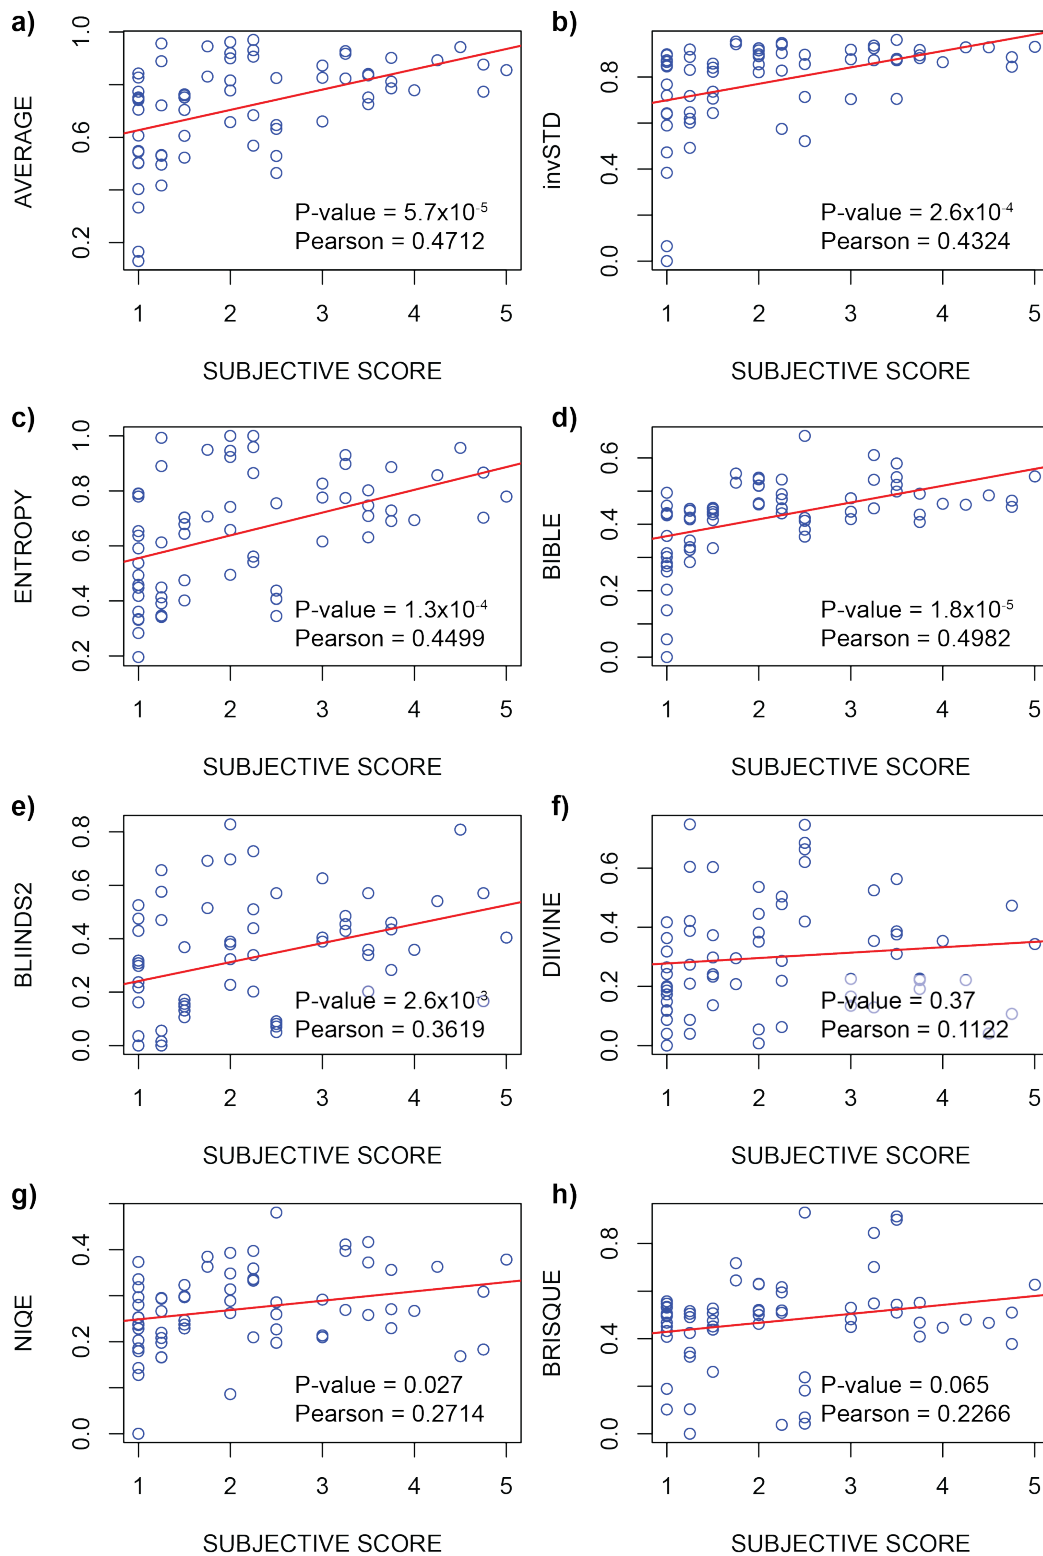 a)
AVERAGE
1.0
0.6
0.2
P-value = 5.7x10-5
Pearson = 0.4712
1 2 3 4 5
SUBJECTIVE SCORE
b)
invSTD
0.8
0.4
0.0
P-value = 2.6x10-4
Pearson = 0.4324
1 2 3 4 5
SUBJECTIVE SCORE
c)
ENTROPY
1.0
0.8
0.6
0.4
0.2
P-value = 1.3x10-4
Pearson = 0.4499
1 2 3 4 5
SUBJECTIVE SCORE
d)
BIBLE
0.6
0.4
0.2
0.0
P-value = 1.8x10-5
Pearson = 0.4982
1 2 3 4 5
SUBJECTIVE SCORE
e)
BLIINDS2
0.8
0.6
0.4
0.2
0.0
P-value = 2.6x10-3
Pearson = 0.3619
1 2 3 4 5
SUBJECTIVE SCORE
f)
DIIVINE
0.6
0.4
0.2
0.0
P-value = 0.37
Pearson = 0.1122
1 2 3 4 5
SUBJECTIVE SCORE
g)
NIQE
0.4
0.2
0.0
P-value = 0.027
Pearson = 0.2714
1 2 3 4 5
SUBJECTIVE SCORE
h)
BRISQUE
0.8
0.4
0.0
P-value = 0.065
Pearson = 0.2266
1 2 3 4 5
SUBJECTIVE SCORE